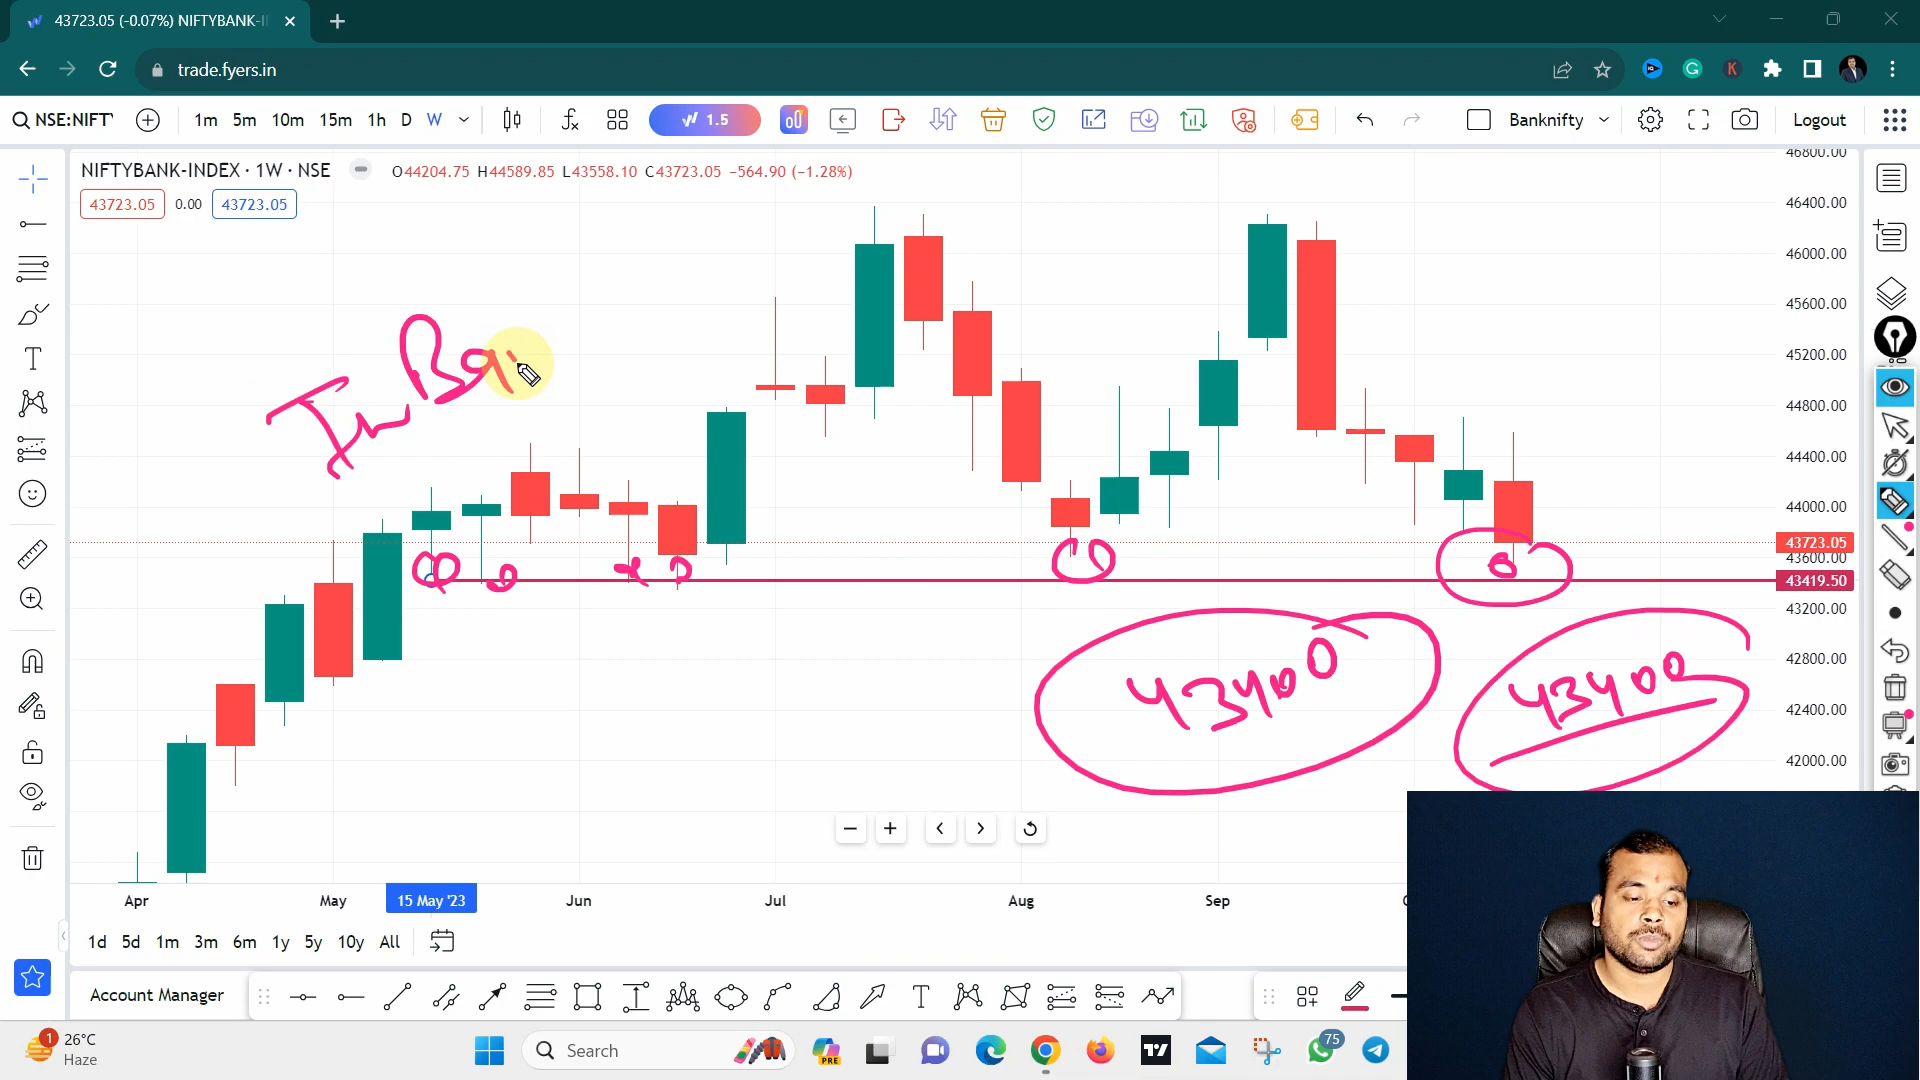 43723.05 (-0.07%) NIFTYBANK-I
trade.fyers.in
NSE:NIFTY
1m 5m 10m 15m 1h D W
1.5
Banknifty
Logout
NIFTYBANK-INDEX · 1W · NSE
O44204.75 H44589.85 L43558.10 C43723.05 −564.90 (−1.28%)
43723.05 0.00 43723.05
46800.00
46400.00
46000.00
45600.00
45200.00
44800.00
44400.00
44000.00
43723.05
43600.00
43419.50
43200.00
42800.00
42400.00
42000.00
43400
43400
Apr May 15 May '23 Jun Jul Aug Sep
1d 5d 1m 3m 6m 1y 5y 10y All
Account Manager
T
T
1
26°C
Haze
Search
PRE
75